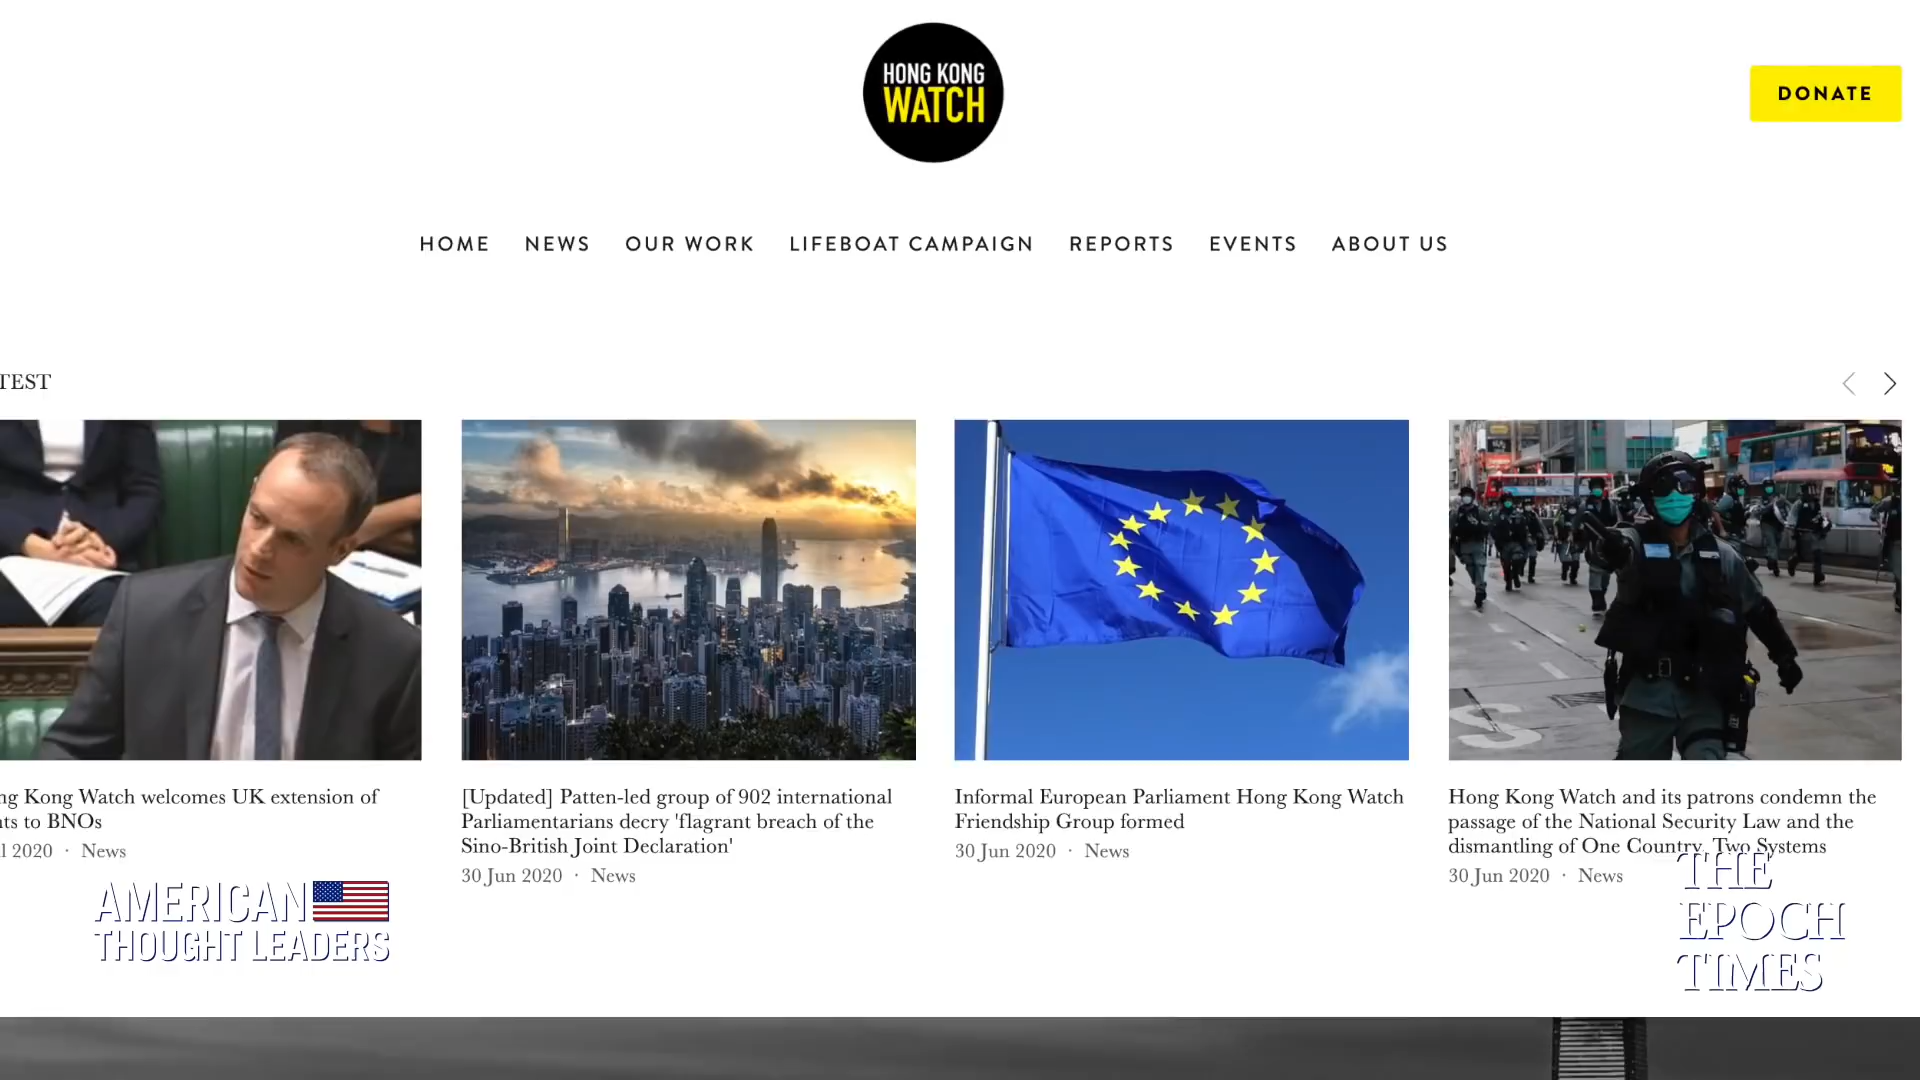 HONG KONG
WATCH
DONATE
HOME NEWS OUR WORK LIFEBOAT CAMPAIGN REPORTS EVENTS ABOUT US
TEST
ng Kong Watch welcomes UK extension of
ts to BNOs
2020 · News
[Updated] Patten-led group of 902 international
Parliamentarians decry 'flagrant breach of the
Sino-British Joint Declaration'
30 Jun 2020 · News
Informal European Parliament Hong Kong Watch
Friendship Group formed
30 Jun 2020 · News
Hong Kong Watch and its patrons condemn the
passage of the National Security Law and the
dismantling of One Country, Two Systems
30 Jun 2020 · News
AMERICAN
THOUGHT LEADERS
THE
EPOCH
TIMES